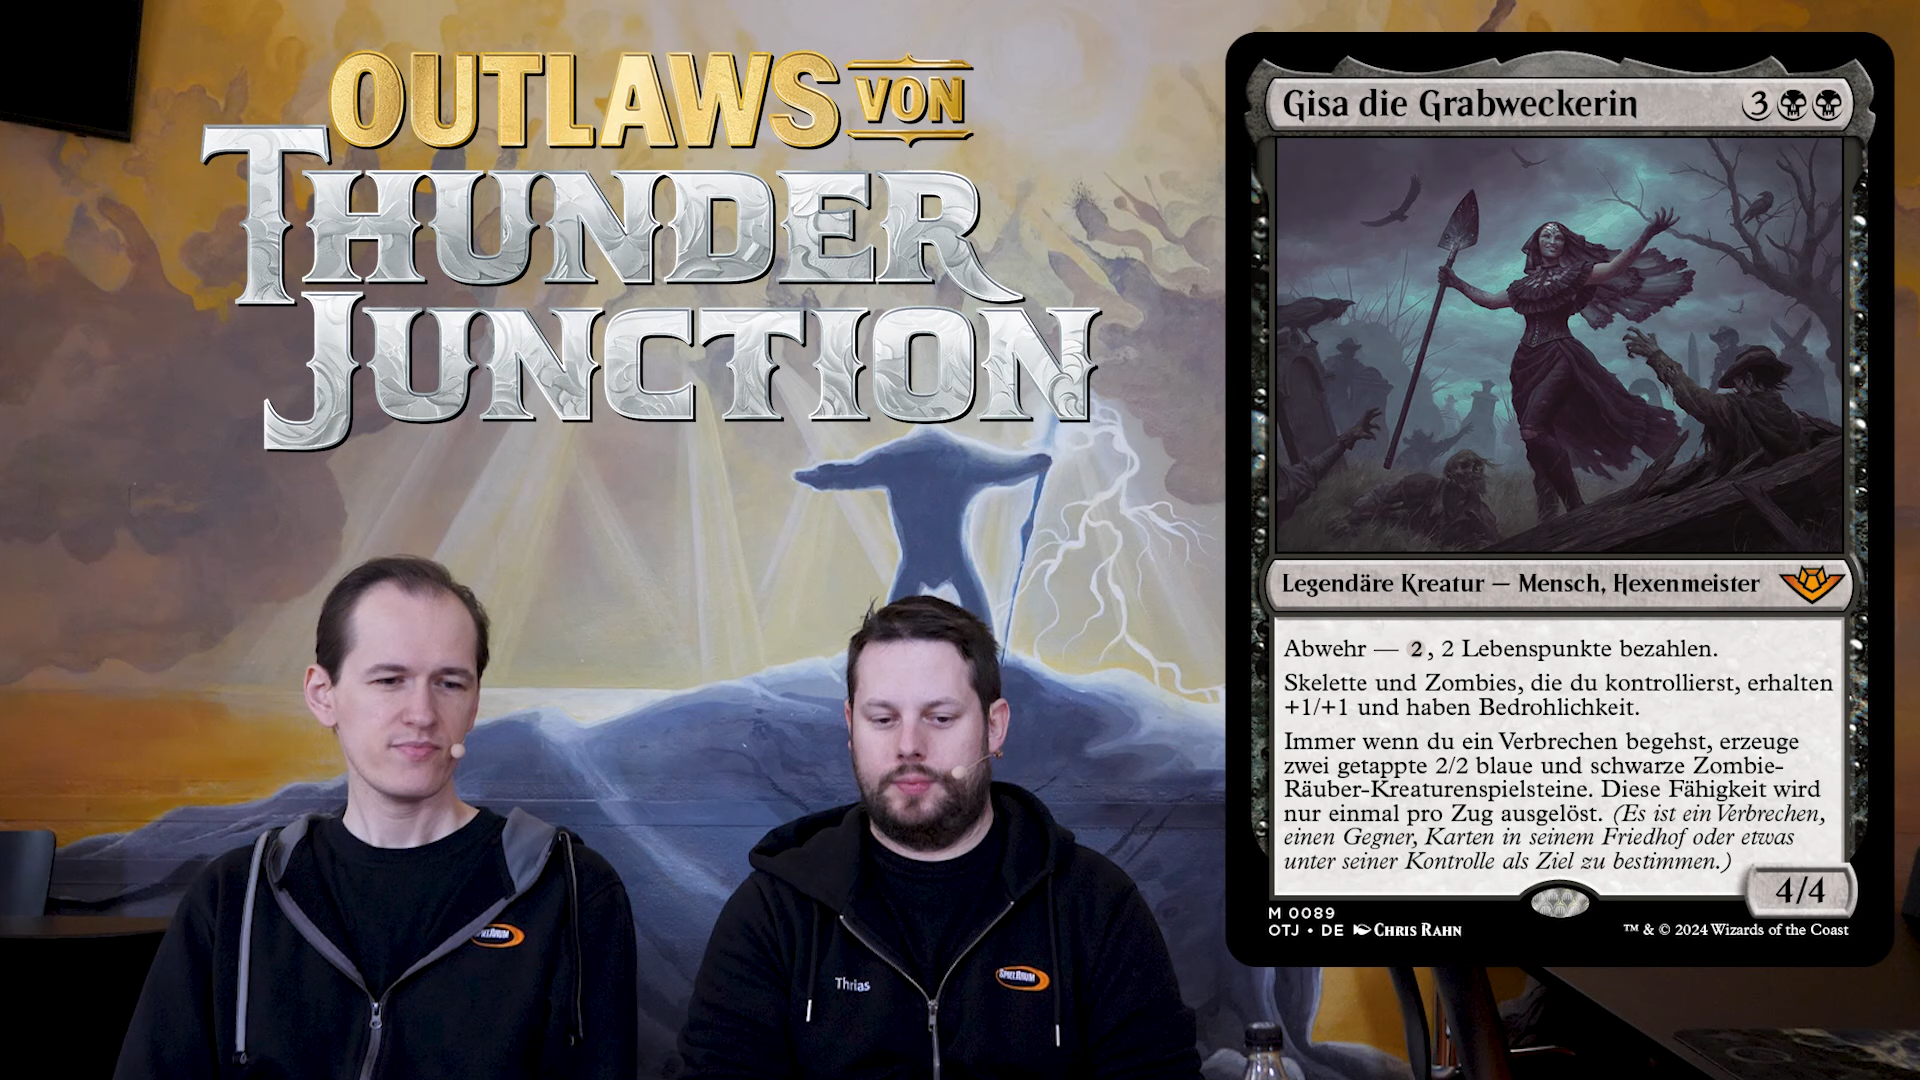 OUTLAWS VON
THUNDER
JUNCTION
Gisa die Grabweckerin 3
Legendäre Kreatur — Mensch, Hexenmeister
Abwehr — 2, 2 Lebenspunkte bezahlen.
Skelette und Zombies, die du kontrollierst, erhalten
+1/+1 und haben Bedrohlichkeit.
Immer wenn du ein Verbrechen begehst, erzeuge
zwei getappte 2/2 blaue und schwarze Zombie-
Räuber-Kreaturenspielsteine. Diese Fähigkeit wird
nur einmal pro Zug ausgelöst. (Es ist ein Verbrechen,
einen Gegner, Karten in seinem Friedhof oder etwas
unter seiner Kontrolle als Ziel zu bestimmen.)
4/4
M 0089
OTJ • DE Chris Rahn
™ & © 2024 Wizards of the Coast
SPIELRAUM
Thrias
SPIELRAUM